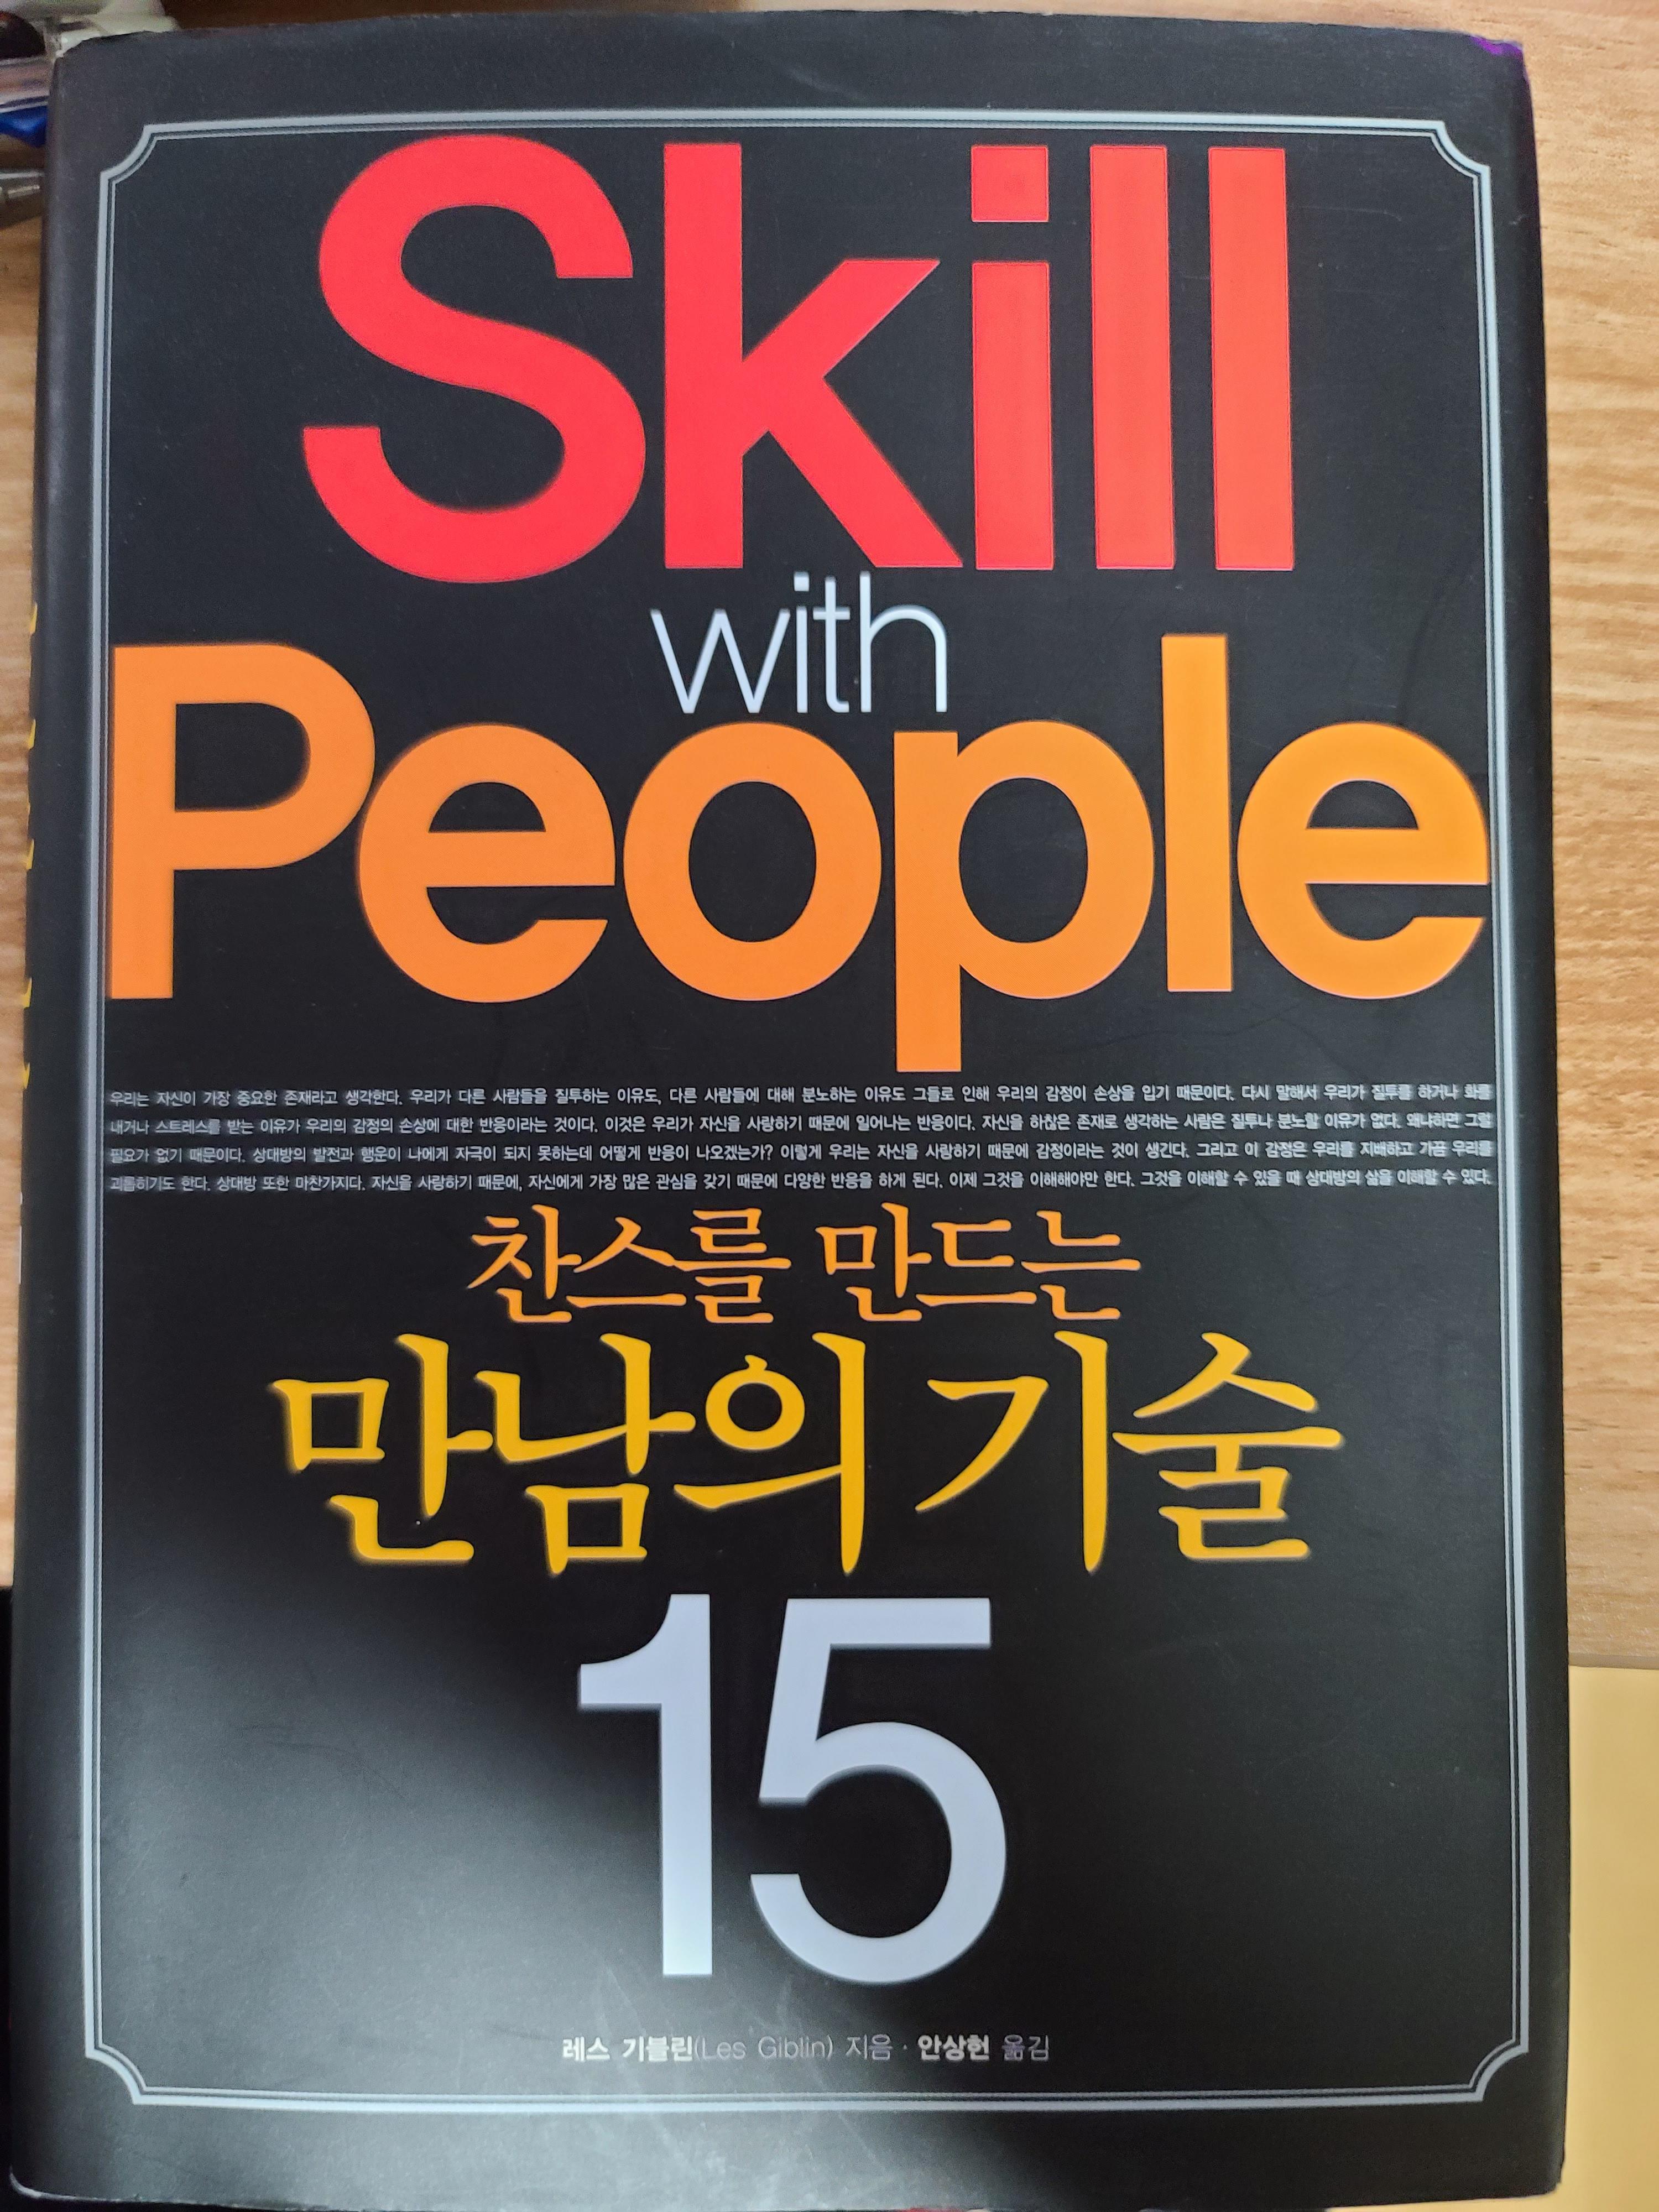 Skill
with
People
우리는 자신이 가장 중요한 존재라고 생각한다. 우리가 다른 사람들을 질투하는 이유도, 다른 사람들에 대해 분노하는 이유도 그들로 인해 우리의 감정이 손상을 입기 때문이다. 다시 말해서 우리가 질투를 하거나 화를
내거나 스트레스를 받는 이유가 우리의 감정의 손상에 대한 반응이라는 것이다. 이것은 우리가 자신을 사랑하기 때문에 일어나는 반응이다. 자신을 하찮은 존재로 생각하는 사람은 질투나 분노할 이유가 없다. 왜냐하면 그럴
필요가 없기 때문이다. 상대방의 발전과 행운이 나에게 자극이 되지 못하는데 어떻게 반응이 나오겠는가? 이렇게 우리는 자신을 사랑하기 때문에 감정이라는 것이 생긴다. 그리고 이 감정은 우리를 지배하고 가끔 우리를
괴롭히기도 한다. 상대방 또한 마찬가지다. 자신을 사랑하기 때문에, 자신에게 가장 많은 관심을 갖기 때문에 다양한 반응을 하게 된다. 이제 그것을 이해해야만 한다. 그것을 이해할 수 있을 때 상대방의 삶을 이해할 수 있다.
찬스를 만드는
만남의 기술
15
레스 기블린(Les Giblin) 지음 · 안상헌 옮김